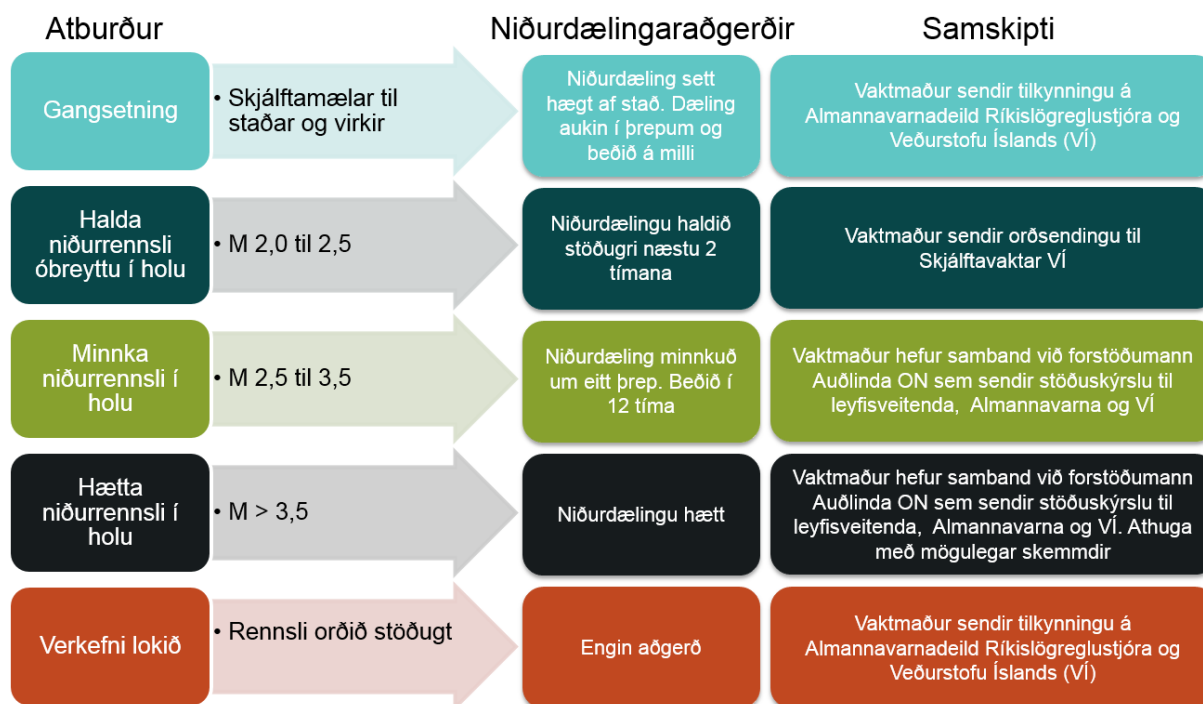 Atburður
Niðurdælingaraðgerðir
Samskipti
Gangsetning
• Skjálftamælar til
staðar og virkir
Niðurdæling sett
hægt af stað. Dæling
aukin í þrepum og
beðið á milli
Vaktmaður sendir tilkynningu á
Almannavarnadeild Ríkislögreglustjóra og
Veðurstofu Íslands (VÍ)
Halda
niðurrennsli
óbreyttu í holu
• M 2,0 til 2,5
Niðurdælingu haldið
stöðugri næstu 2
tímana
Vaktmaður sendir orðsendingu til
Skjálftavaktar VÍ
Minnka
niðurrennsli í
holu
• M 2,5 til 3,5
Niðurdæling minnkuð
um eitt þrep. Beðið í
12 tíma
Vaktmaður hefur samband við forstöðumann
Auðlinda ON sem sendir stöðuskýrslu til
leyfisveitenda, Almannavarna og VÍ
Hætta
niðurrennsli í
holu
• M > 3,5
Niðurdælingu hætt
Vaktmaður hefur samband við forstöðumann
Auðlinda ON sem sendir stöðuskýrslu til
leyfisveitenda, Almannavarna og VÍ. Athuga
með mögulegar skemmdir
Verkefni lokið
• Rennsli orðið stöðugt
Engin aðgerð
Vaktmaður sendir tilkynningu á
Almannavarnadeild Ríkislögreglustjóra og
Veðurstofu Íslands (VÍ)